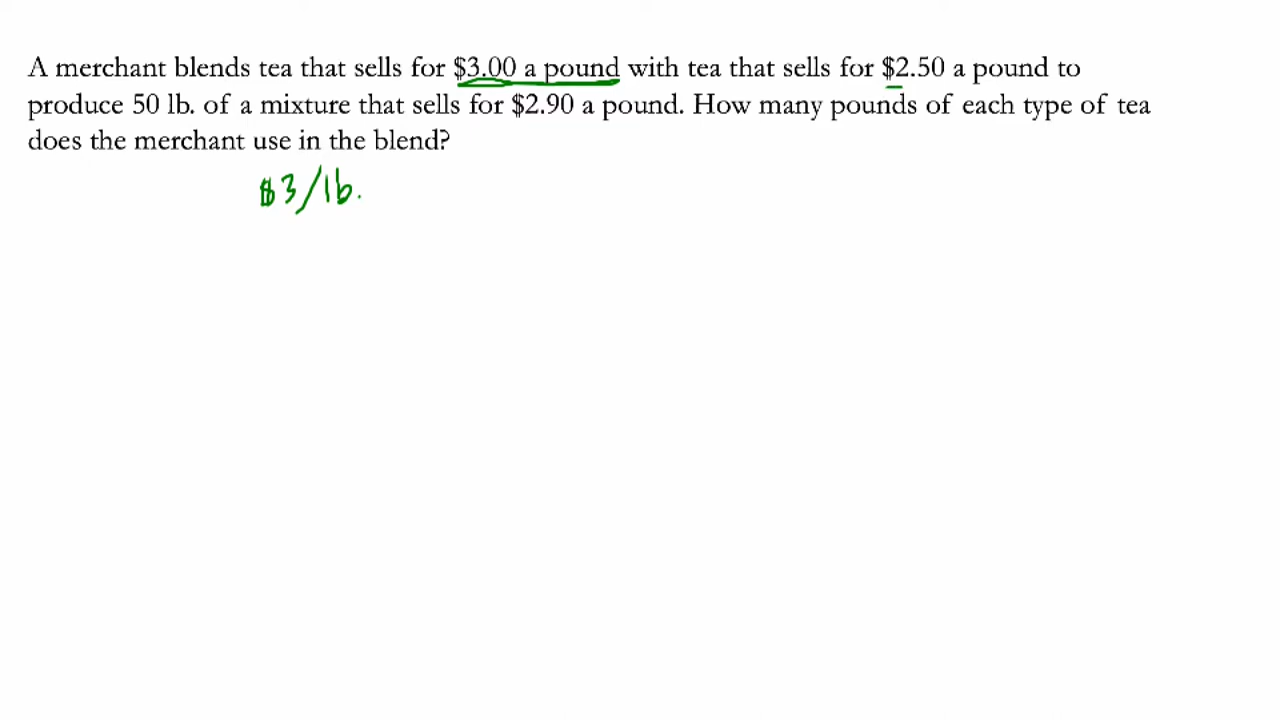 A merchant blends tea that sells for $3.00 a pound with tea that sells for $2.50 a pound to
produce 50 lb. of a mixture that sells for $2.90 a pound. How many pounds of each type of tea
does the merchant use in the blend?
$3/lb.